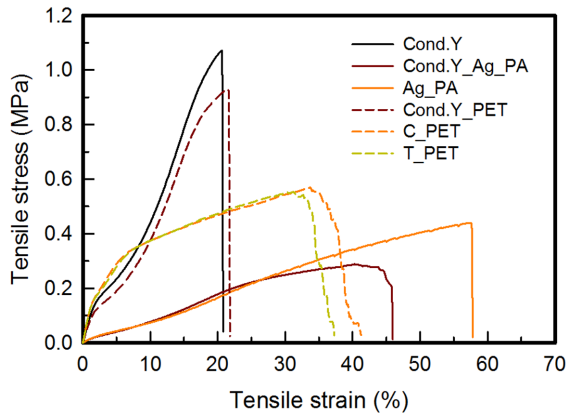 1.2
1.0
0.8
0.6
0.4
0.2
0.0
Tensile stress (MPa)
Cond.Y
Cond.Y_Ag_PA
Ag_PA
Cond.Y_PET
C_PET
T_PET
0 10 20 30 40 50 60 70
Tensile strain (%)